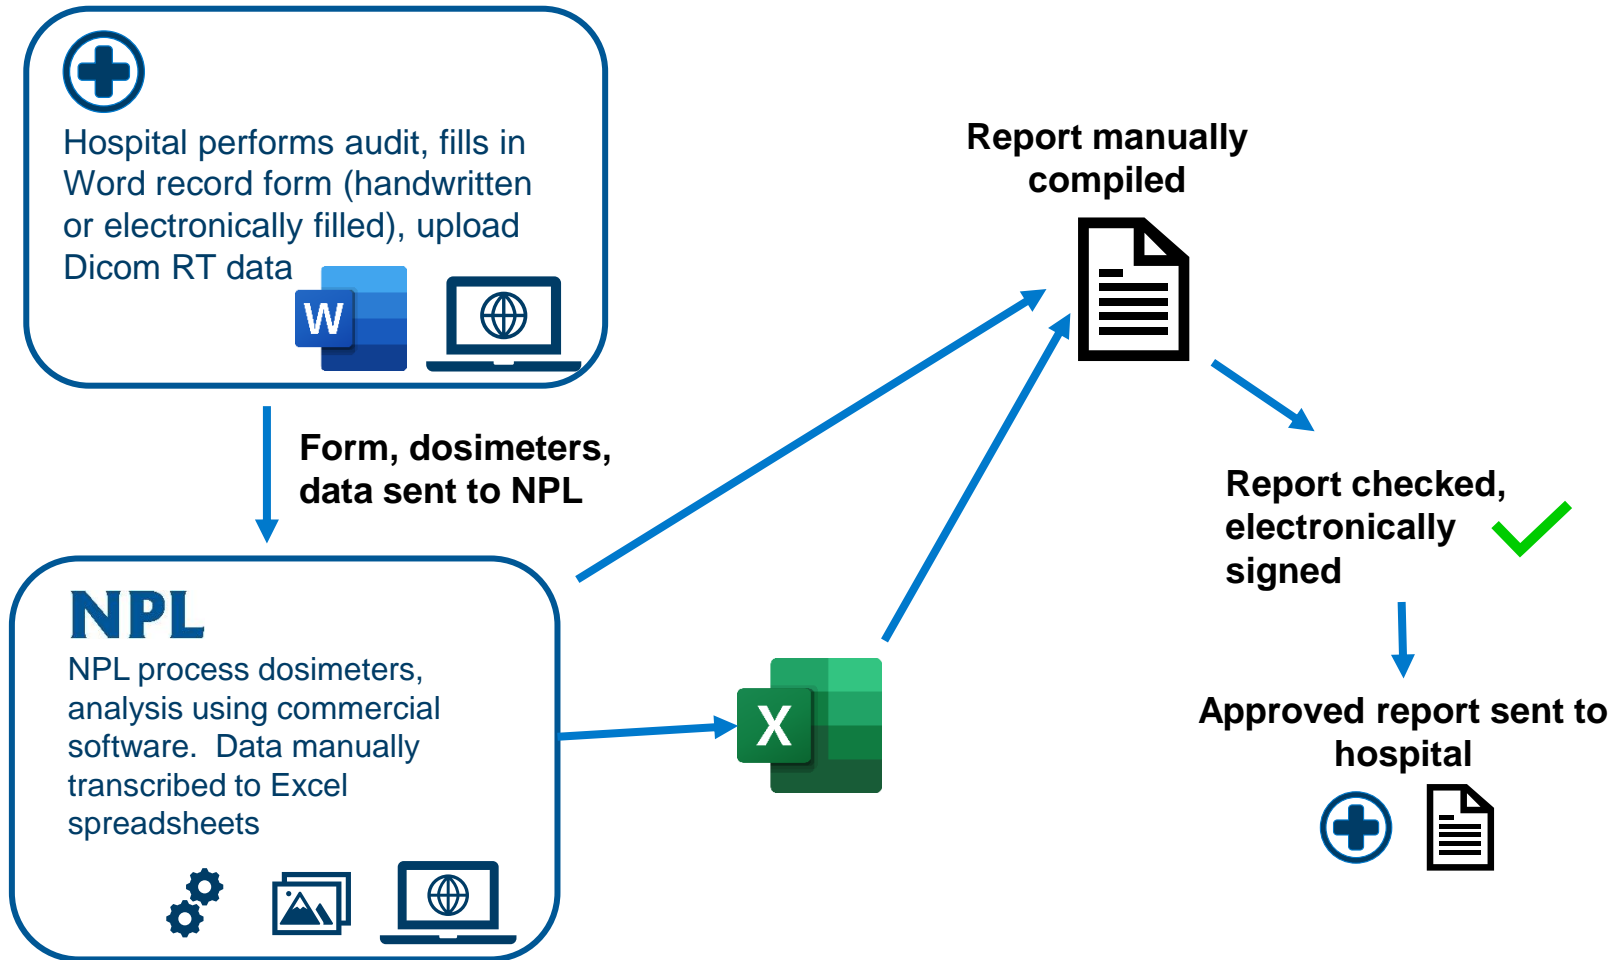 Hospital performs audit, fills in
Word record form (handwritten
or electronically filled), upload
Dicom RT data
W
Form, dosimeters,
data sent to NPL
NPL
NPL process dosimeters,
analysis using commercial
software.  Data manually
transcribed to Excel
spreadsheets
X
Report manually
compiled
Report checked,
electronically
signed
Approved report sent to
hospital